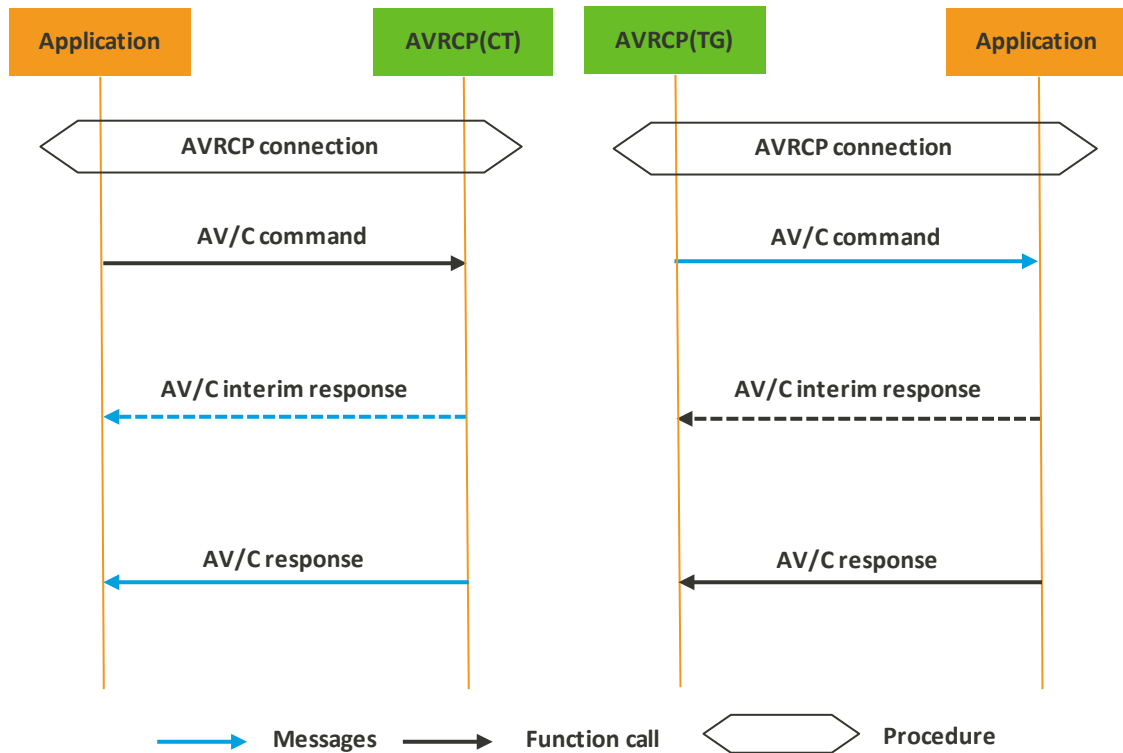 Application
AVRCP(CT)
AVRCP(TG)
Application
AVRCP connection
AVRCP connection
AV/C command
AV/C command
AV/C interim response
AV/C interim response
AV/C response
AV/C response
Messages
Function call
Procedure